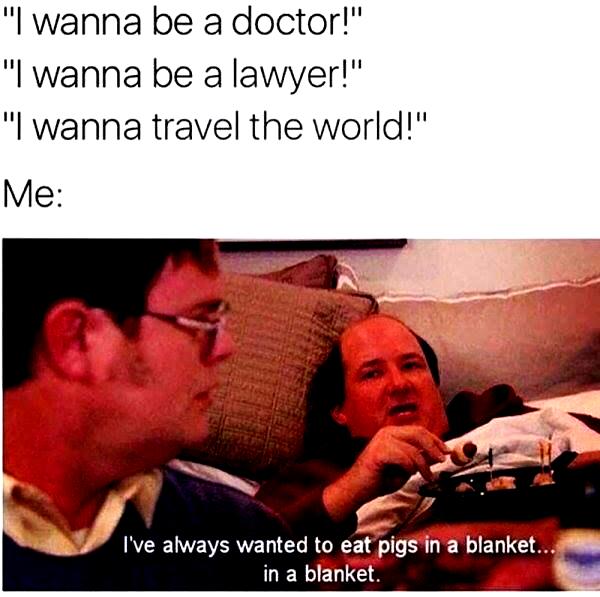 "I wanna be a doctor!"
"I wanna be a lawyer!"
"I wanna travel the world!"
Me:
I've always wanted to eat pigs in a blanket...
in a blanket.